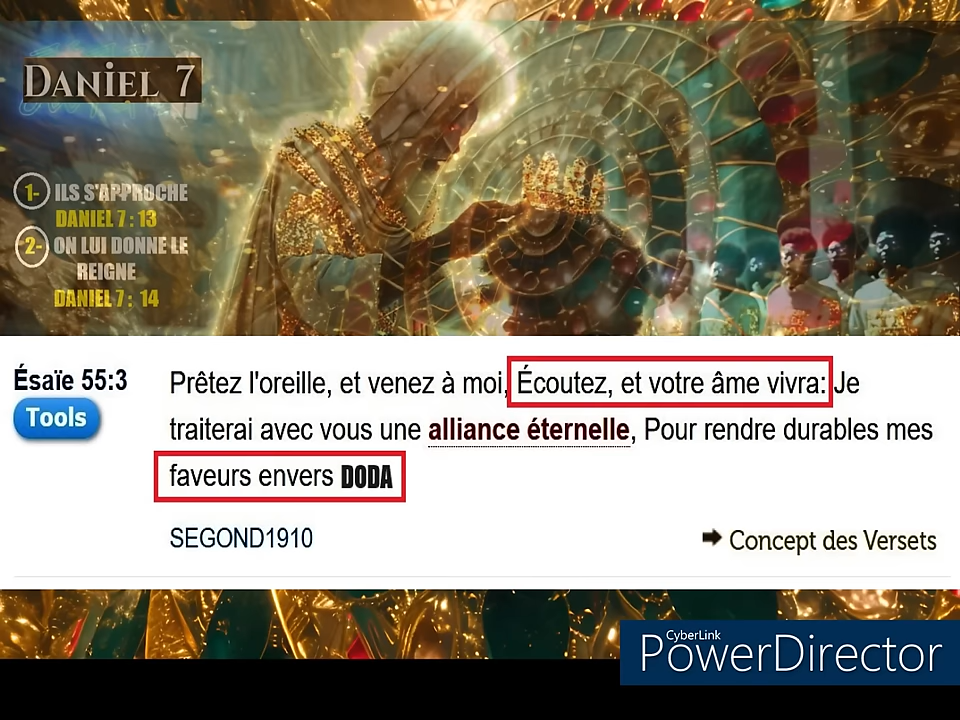 DANIEL 7
1- ILS S'APPROCHE
DANIEL 7 : 13
2- ON LUI DONNE LE
REIGNE
DANIEL 7 : 14
Ésaïe 55:3
Tools
Prêtez l'oreille, et venez à moi, Écoutez, et votre âme vivra: Je
traiterai avec vous une alliance éternelle, Pour rendre durables mes
faveurs envers DODA
SEGOND1910
Concept des Versets
CyberLink
PowerDirector